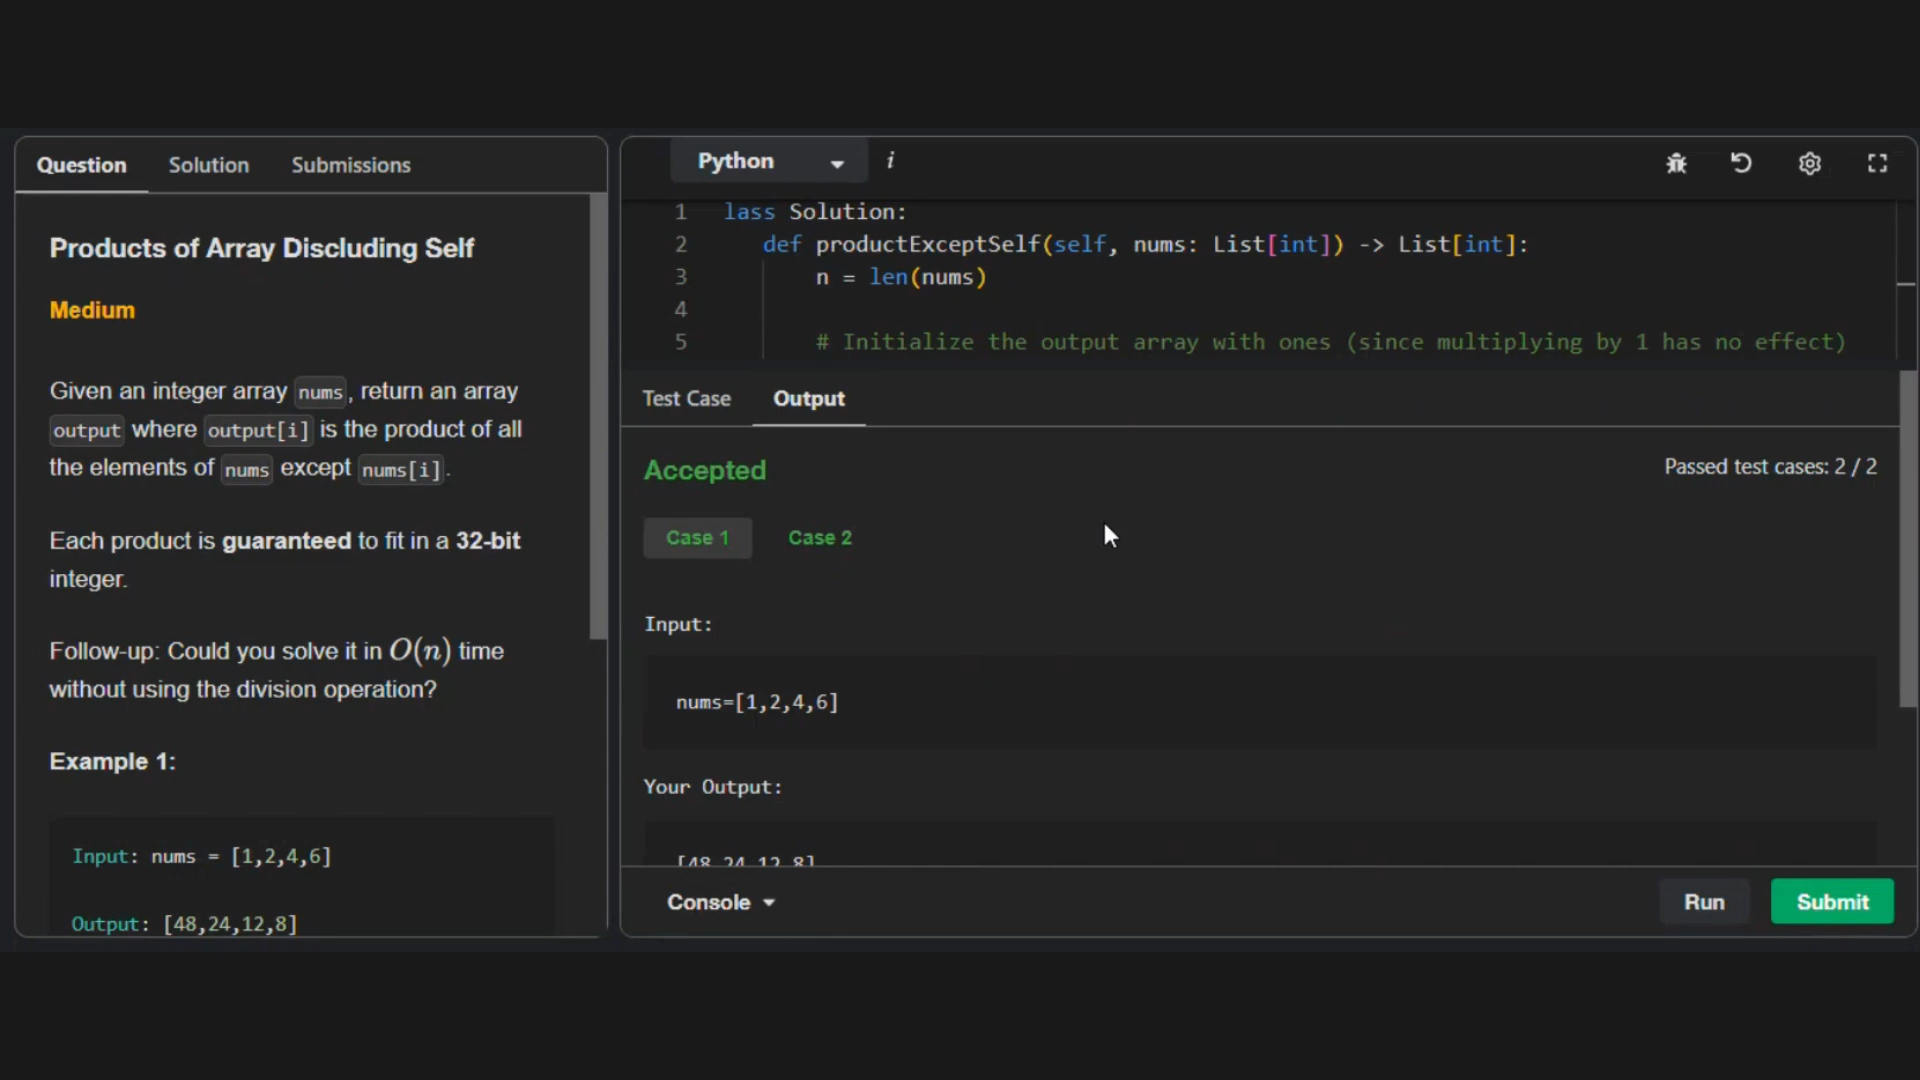 Question Solution Submissions
Products of Array Discluding Self
Medium
Given an integer array nums, return an array
output where output[i] is the product of all
the elements of nums except nums[i].
Each product is guaranteed to fit in a 32-bit
integer.
Follow-up: Could you solve it in O(n) time
without using the division operation?
Example 1:
Input: nums = [1,2,4,6]
Output: [48,24,12,8]
Python i
1 lass Solution:
2 def productExceptSelf(self, nums: List[int]) -> List[int]:
3 n = len(nums)
4
5 # Initialize the output array with ones (since multiplying by 1 has no effect)
Test Case Output
Accepted Passed test cases: 2 / 2
Case 1 Case 2
Input:
nums=[1,2,4,6]
Your Output:
[48,24,12,8]
Console Run Submit